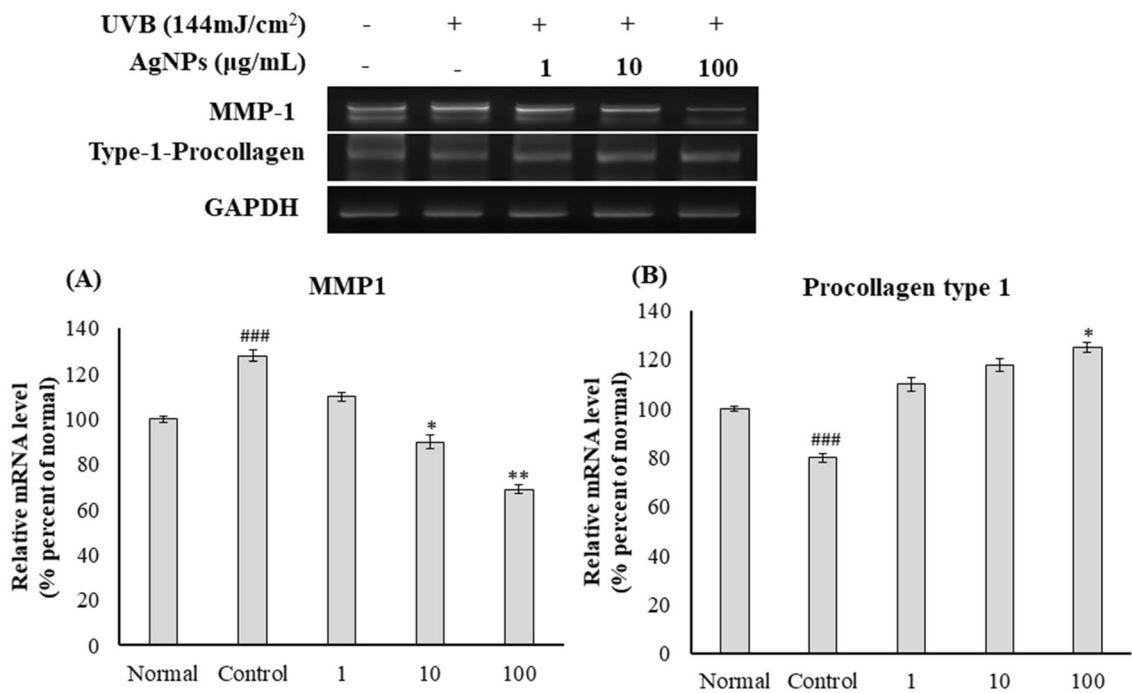 UVB (144mJ/cm²) - + + + +
AgNPs (µg/mL) - - 1 10 100
MMP-1
Type-1-Procollagen
GAPDH
(A)
MMP1
Relative mRNA level
(% percent of normal)
140
120
100
80
60
40
20
0
###
*
**
Normal Control 1 10 100
(B)
Procollagen type 1
Relative mRNA level
(% percent of normal)
140
120
100
80
60
40
20
0
###
*
Normal Control 1 10 100